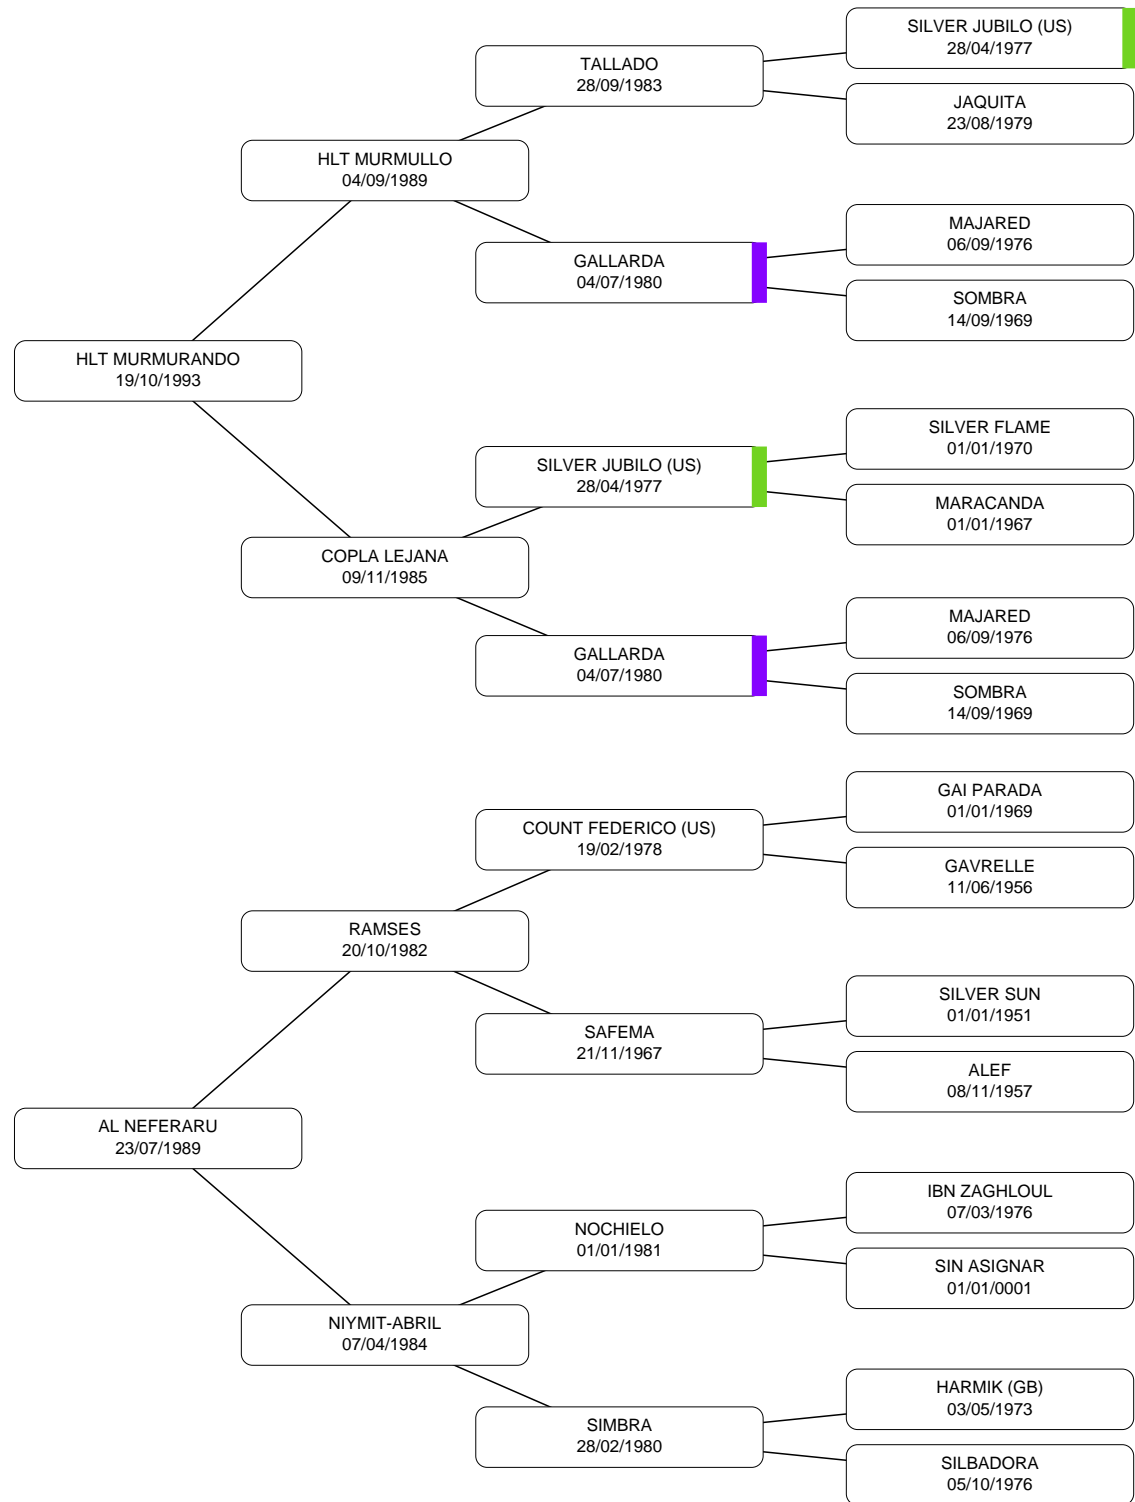 SILVER JUBILO (US)
28/04/1977
TALLADO
28/09/1983
JAQUITA
23/08/1979
HLT MURMULLO
04/09/1989
MAJARED
06/09/1976
GALLARDA
04/07/1980
SOMBRA
14/09/1969
HLT MURMURANDO
19/10/1993
SILVER FLAME
01/01/1970
SILVER JUBILO (US)
28/04/1977
MARACANDA
01/01/1967
COPLA LEJANA
09/11/1985
MAJARED
06/09/1976
GALLARDA
04/07/1980
SOMBRA
14/09/1969
GAI PARADA
01/01/1969
COUNT FEDERICO (US)
19/02/1978
GAVRELLE
11/06/1956
RAMSES
20/10/1982
SILVER SUN
01/01/1951
SAFEMA
21/11/1967
ALEF
08/11/1957
AL NEFERARU
23/07/1989
IBN ZAGHLOUL
07/03/1976
NOCHIELO
01/01/1981
SIN ASIGNAR
01/01/0001
NIYMIT-ABRIL
07/04/1984
HARMIK (GB)
03/05/1973
SIMBRA
28/02/1980
SILBADORA
05/10/1976